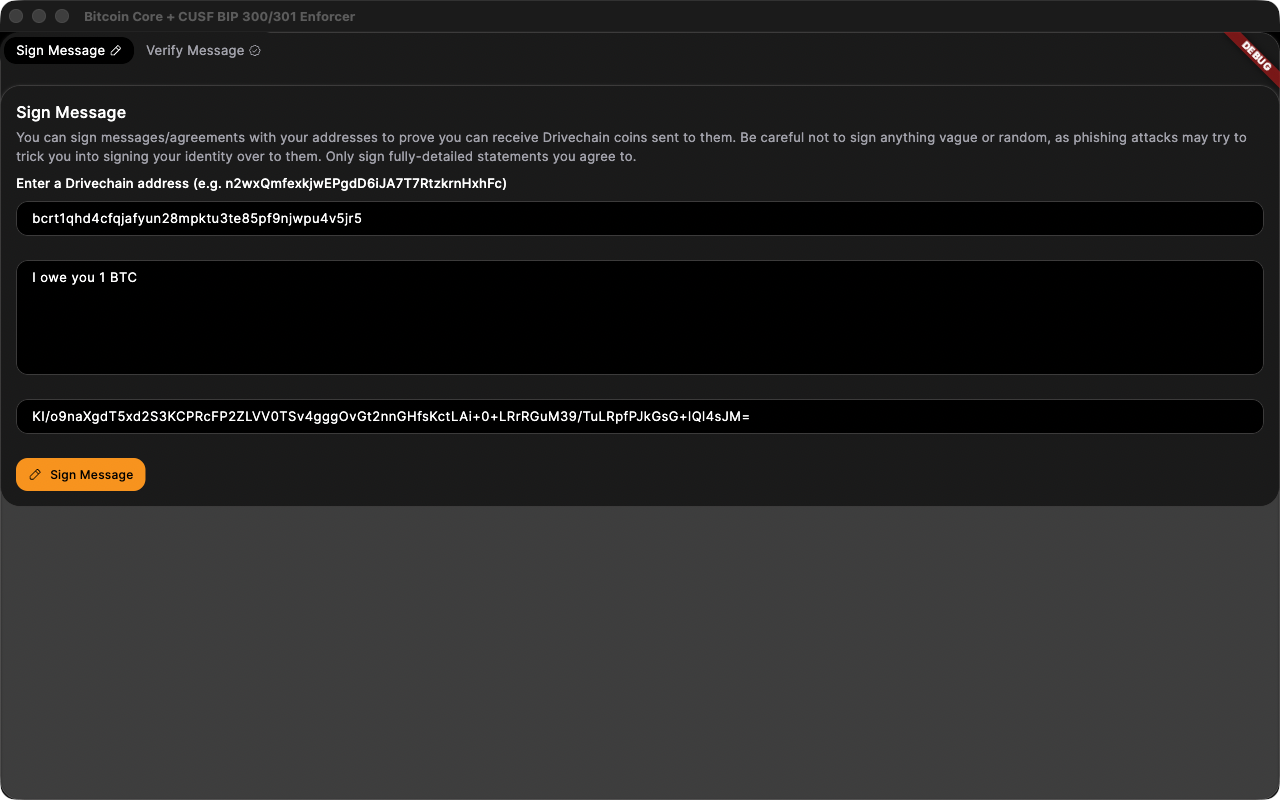 Bitcoin Core + CUSF BIP 300/301 Enforcer
Sign Message
Verify Message
DEBUG
Sign Message
You can sign messages/agreements with your addresses to prove you can receive Drivechain coins sent to them. Be careful not to sign anything vague or random, as phishing attacks may try to
trick you into signing your identity over to them. Only sign fully-detailed statements you agree to.
Enter a Drivechain address (e.g. n2wxQmfexkjwEPgdD6iJA7T7RtzkrnHxhFc)
bcrt1qhd4cfqjafyun28mpktu3te85pf9njwpu4v5jr5
I owe you 1 BTC
KI/o9naXgdT5xd2S3KCPRcFP2ZLVV0TSv4gggOvGt2nnGHfsKctLAi+0+LRrRGuM39/TuLRpfPJkGsG+IQI4sJM=
Sign Message